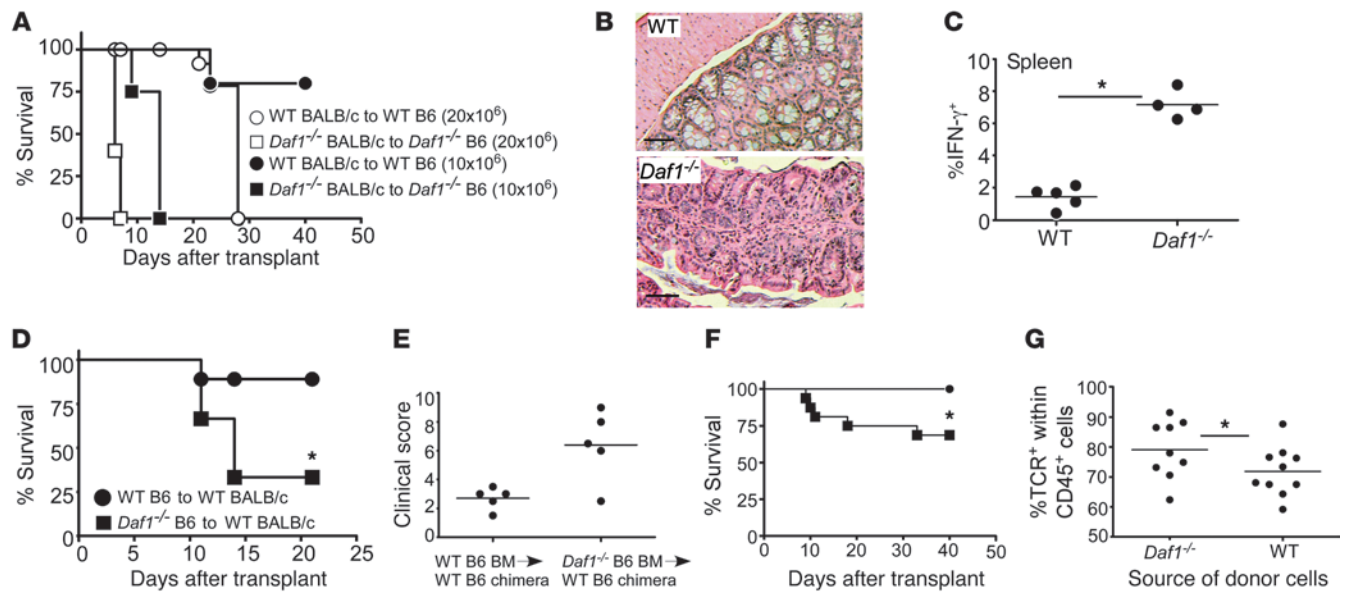 A
% Survival
100
75
50
25
0
0 10 20 30 40 50
Days after transplant
WT BALB/c to WT B6 (20x10⁶)
Daf1⁻/⁻ BALB/c to Daf1⁻/⁻ B6 (20x10⁶)
WT BALB/c to WT B6 (10x10⁶)
Daf1⁻/⁻ BALB/c to Daf1⁻/⁻ B6 (10x10⁶)
B
WT
Daf1⁻/⁻
C
%IFN-γ⁺
10
8
6
4
2
0
Spleen
*
WT Daf1⁻/⁻
D
% Survival
100
75
50
25
0
*
WT B6 to WT BALB/c
Daf1⁻/⁻ B6 to WT BALB/c
0 5 10 15 20 25
Days after transplant
E
Clinical score
10
8
6
4
2
0
WT B6 BM
WT B6 chimera
Daf1⁻/⁻ B6 BM
WT B6 chimera
F
% Survival
100
75
50
25
0
*
0 10 20 30 40 50
Days after transplant
G
%TCR⁺ within
CD45⁺ cells
100
90
80
70
60
50
*
Daf1⁻/⁻ WT
Source of donor cells